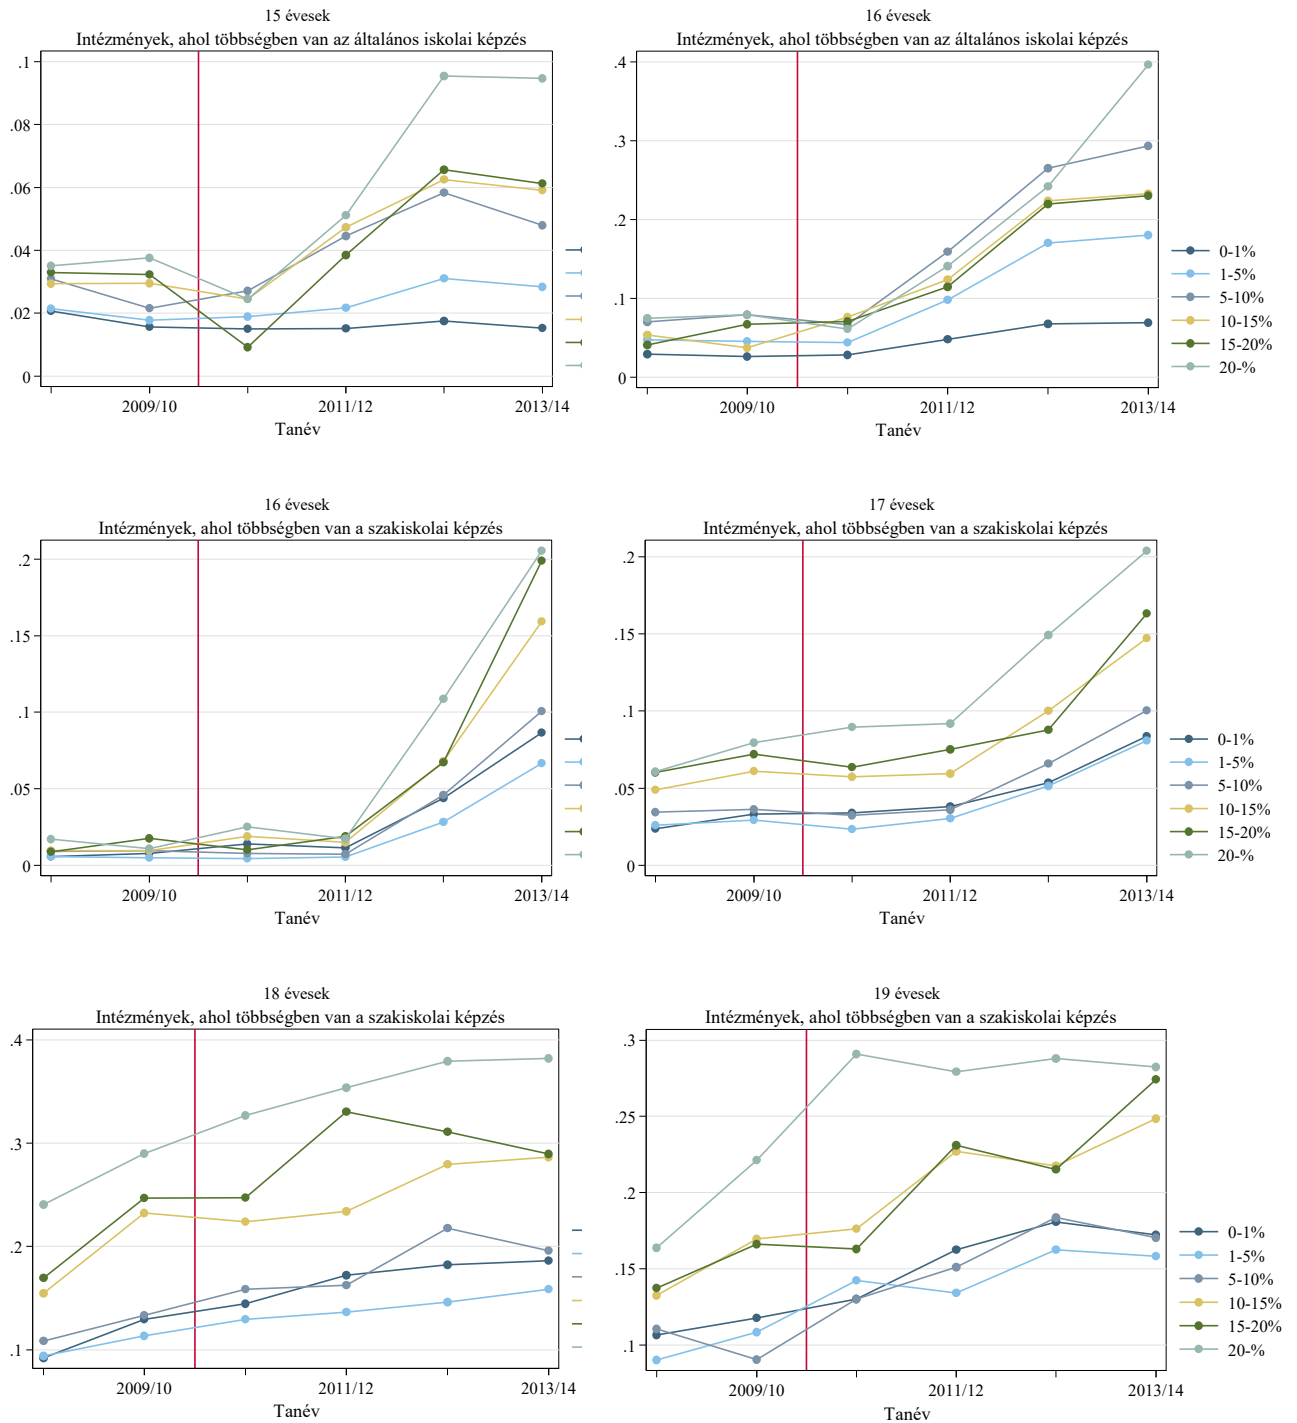 15 évesek
Intézmények, ahol többségben van az általános iskolai képzés
.1
.08
.06
.04
.02
0
2009/10 2011/12 2013/14
Tanév
16 évesek
Intézmények, ahol többségben van az általános iskolai képzés
.4
.3
.2
.1
0
2009/10 2011/12 2013/14
Tanév
0-1%
1-5%
5-10%
10-15%
15-20%
20-%
16 évesek
Intézmények, ahol többségben van a szakiskolai képzés
.2
.15
.1
.05
0
2009/10 2011/12 2013/14
Tanév
17 évesek
Intézmények, ahol többségben van a szakiskolai képzés
.2
.15
.1
.05
0
2009/10 2011/12 2013/14
Tanév
0-1%
1-5%
5-10%
10-15%
15-20%
20-%
18 évesek
Intézmények, ahol többségben van a szakiskolai képzés
.4
.3
.2
.1
2009/10 2011/12 2013/14
Tanév
19 évesek
Intézmények, ahol többségben van a szakiskolai képzés
.3
.25
.2
.15
.1
2009/10 2011/12 2013/14
Tanév
0-1%
1-5%
5-10%
10-15%
15-20%
20-%